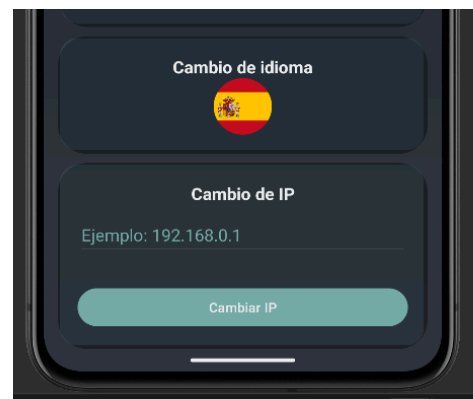 Cambio de idioma
Cambio de IP
Ejemplo: 192.168.0.1
Cambiar IP